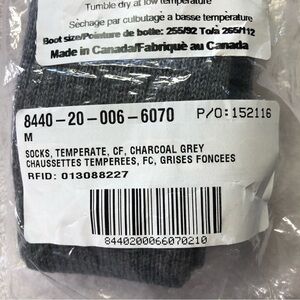 Tumble dry at low temperature
Séchage par culbutage a basse température
Boot size/Pointure de botte: 255/92 To/a 265/112
Made in Canada/Fabriqué au Canada
8440-20-006-6070 P/O:152116
M
SOCKS, TEMPERATE, CF, CHARCOAL GREY
CHAUSSETTES TEMPEREES, FC, GRISES FONCEES
RFID: 013088227
8440200066070210